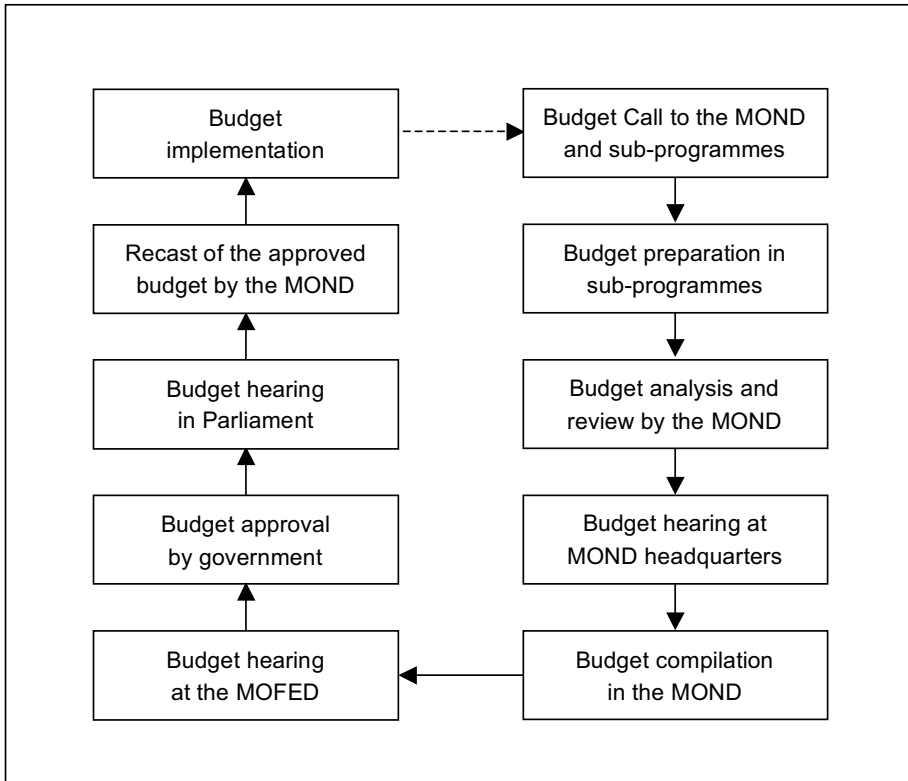 Budget
implementation
Budget Call to the MOND
and sub-programmes
Recast of the approved
budget by the MOND
Budget preparation in
sub-programmes
Budget hearing
in Parliament
Budget analysis and
review by the MOND
Budget approval
by government
Budget hearing at
MOND headquarters
Budget hearing
at the MOFED
Budget compilation
in the MOND